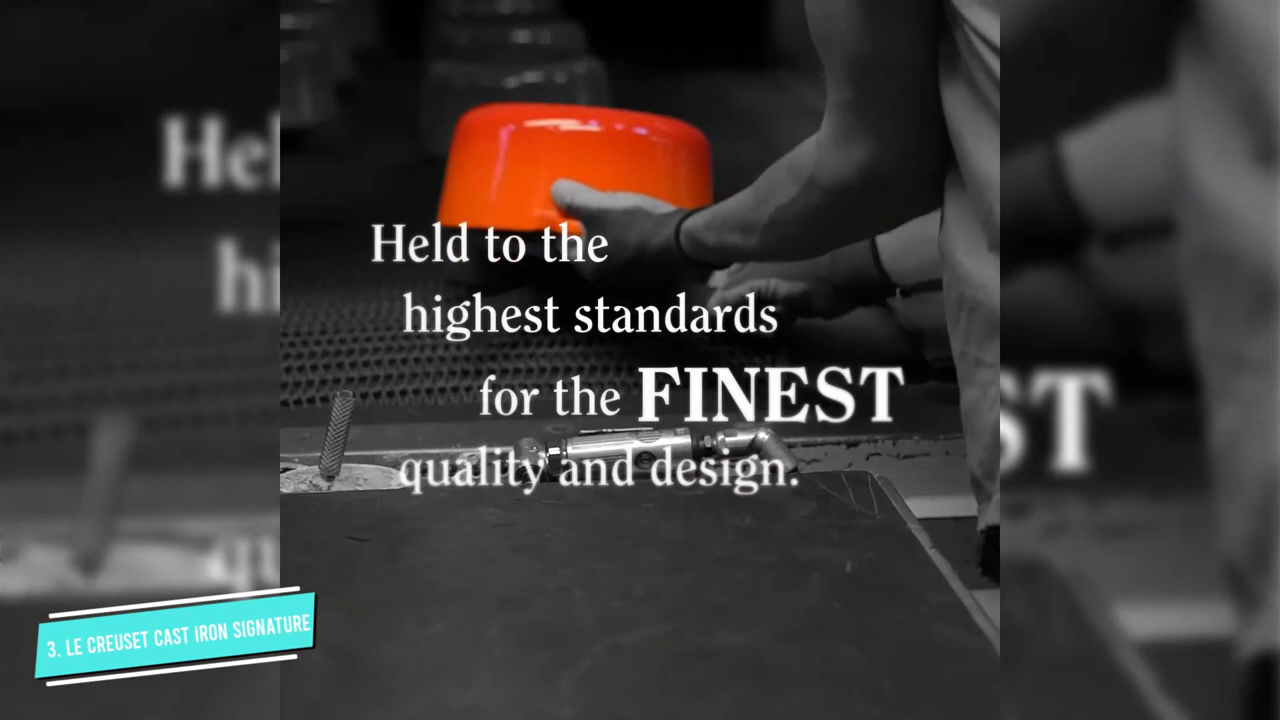 Held to the
highest standards
for the FINEST
quality and design.
3. LE CREUSET CAST IRON SIGNATURE